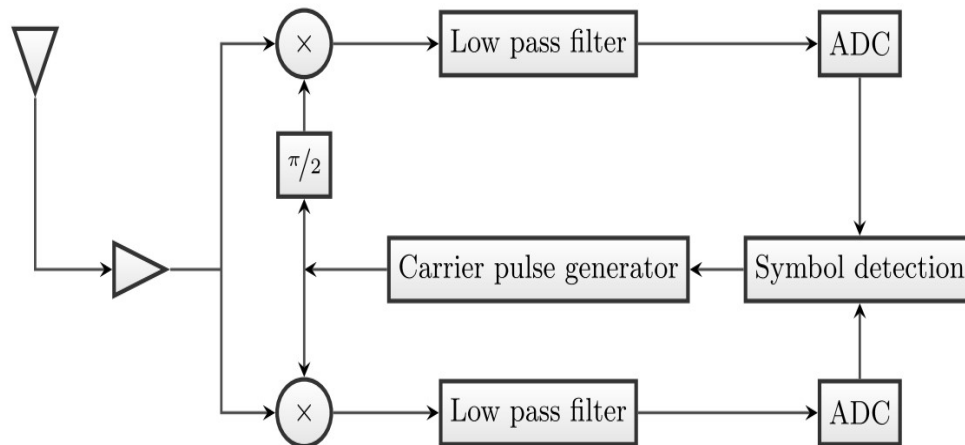 × Low pass filter ADC
π/2
Carrier pulse generator Symbol detection
× Low pass filter ADC